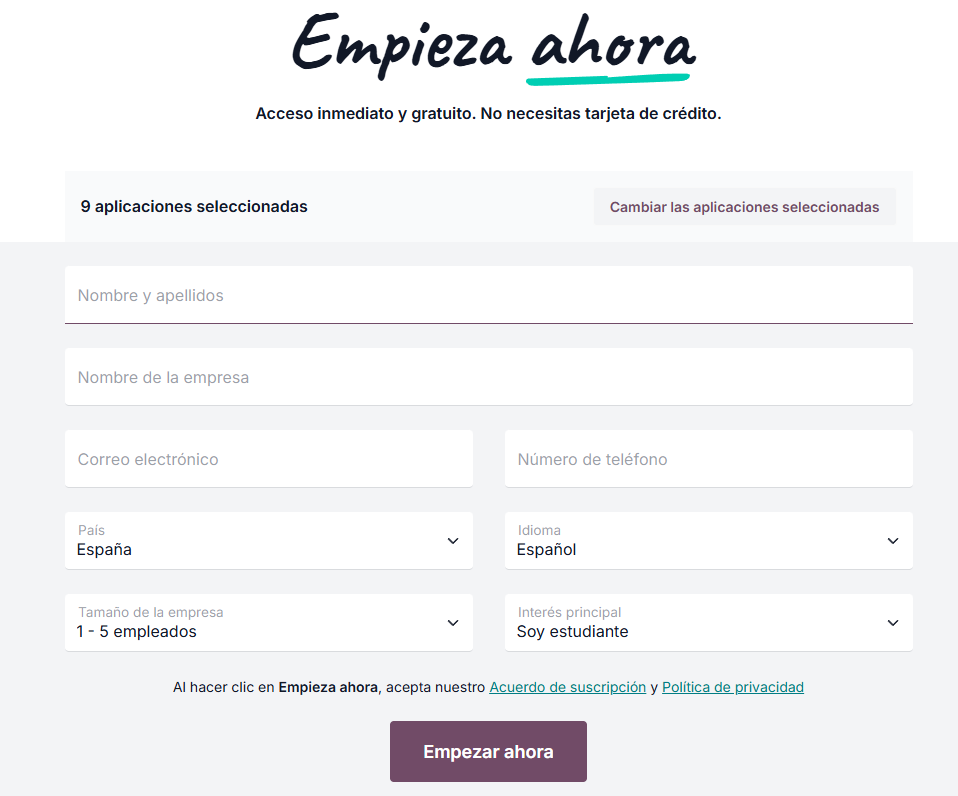 Empieza ahora
Acceso inmediato y gratuito. No necesitas tarjeta de crédito.
9 aplicaciones seleccionadas
Cambiar las aplicaciones seleccionadas
Nombre y apellidos
Nombre de la empresa
Correo electrónico
Número de teléfono
País
España
Idioma
Español
Tamaño de la empresa
1 - 5 empleados
Interés principal
Soy estudiante
Al hacer clic en Empieza ahora, acepta nuestro Acuerdo de suscripción y Política de privacidad
Empezar ahora